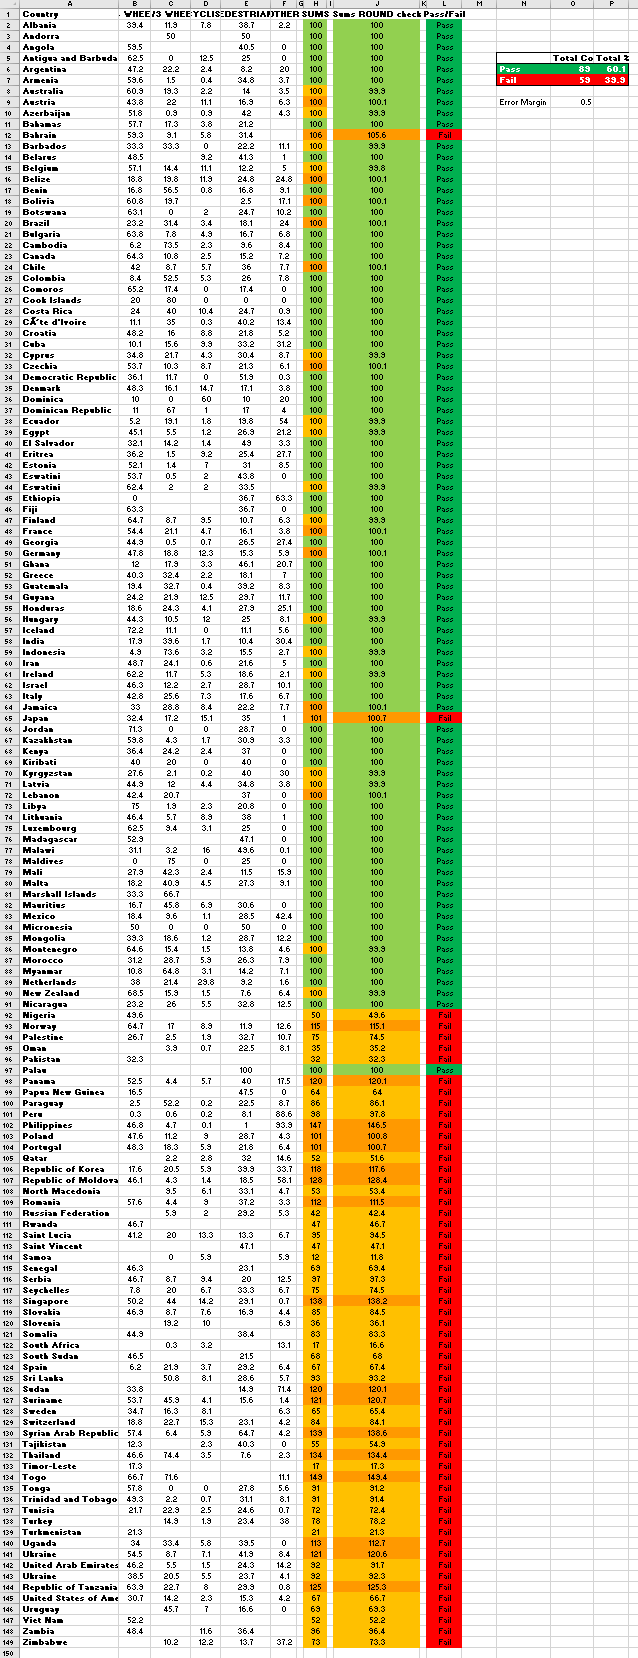 A B C D E F G H I J K L M N O P
1 Country WHEE /3 WHEE YCLIS EDESTRIA OTHER SUMS Sums ROUND check Pass/Fail
2 Albania 39.4 11.9 7.8 38.7 2.2 100 100 Pass
3 Andorra 50 50 100 100 Pass
4 Angola 59.5 40.5 0 100 100 Pass
5 Antigua and Barbuda 62.5 0 12.5 25 0 100 100 Pass Total Co Total %
6 Argentina 47.2 22.2 2.4 8.2 20 100 100 Pass Pass 89 60.1
7 Armenia 59.6 1.5 0.4 34.8 3.7 100 100 Pass Fail 59 39.9
8 Australia 60.9 19.3 2.2 14 3.5 100 99.9 Pass
9 Austria 43.8 22 11.1 16.9 6.3 100 100.1 Pass Error Margin 0.5
10 Azerbaijan 51.8 0.9 0.9 42 4.3 100 99.9 Pass
11 Bahamas 57.7 17.3 3.8 21.2 100 100 Pass
12 Bahrain 59.3 9.1 5.8 31.4 106 105.6 Fail
13 Barbados 33.3 33.3 0 22.2 11.1 100 99.9 Pass
14 Belarus 48.5 9.2 41.3 1 100 100 Pass
15 Belgium 57.1 14.4 11.1 12.2 5 100 99.8 Pass
16 Belize 18.8 19.8 11.9 24.8 24.8 100 100.1 Pass
17 Benin 16.8 56.5 0.8 16.8 9.1 100 100 Pass
18 Bolivia 60.8 19.7 2.5 17.1 100 100.1 Pass
19 Botswana 63.1 0 2 24.7 10.2 100 100 Pass
20 Brazil 23.2 31.4 3.4 18.1 24 100 100.1 Pass
21 Bulgaria 63.8 7.8 4.9 16.7 6.8 100 100 Pass
22 Cambodia 6.2 73.5 2.3 9.6 8.4 100 100 Pass
23 Canada 64.3 10.8 2.5 15.2 7.2 100 100 Pass
24 Chile 42 8.7 5.7 36 7.7 100 100.1 Pass
25 Colombia 8.4 52.5 5.3 26 7.8 100 100 Pass
26 Comoros 65.2 17.4 0 17.4 0 100 100 Pass
27 Cook Islands 20 80 0 0 0 100 100 Pass
28 Costa Rica 24 40 10.4 24.7 0.9 100 100 Pass
29 CÃ´te d'Ivoire 11.1 35 0.3 40.2 13.4 100 100 Pass
30 Croatia 48.2 16 8.8 21.8 5.2 100 100 Pass
31 Cuba 10.1 15.6 9.9 33.2 31.2 100 100 Pass
32 Cyprus 34.8 21.7 4.3 30.4 8.7 100 99.9 Pass
33 Czechia 53.7 10.3 8.7 21.3 6.1 100 100.1 Pass
34 Democratic Republic 36.1 11.7 0 51.9 0.3 100 100 Pass
35 Denmark 48.3 16.1 14.7 17.1 3.8 100 100 Pass
36 Dominica 10 0 60 10 20 100 100 Pass
37 Dominican Republic 11 67 1 17 4 100 100 Pass
38 Ecuador 5.2 19.1 1.8 19.8 54 100 99.9 Pass
39 Egypt 45.1 5.5 1.2 26.9 21.2 100 99.9 Pass
40 El Salvador 32.1 14.2 1.4 49 3.3 100 100 Pass
41 Eritrea 36.2 1.5 9.2 25.4 27.7 100 100 Pass
42 Estonia 52.1 1.4 7 31 8.5 100 100 Pass
43 Eswatini 53.7 0.5 2 43.8 0 100 100 Pass
44 Eswatini 62.4 2 2 33.5 100 99.9 Pass
45 Ethiopia 0 36.7 63.3 100 100 Pass
46 Fiji 63.3 36.7 0 100 100 Pass
47 Finland 64.7 8.7 9.5 10.7 6.3 100 99.9 Pass
48 France 54.4 21.1 4.7 16.1 3.8 100 100.1 Pass
49 Georgia 44.9 0.5 0.7 26.5 27.4 100 100 Pass
50 Germany 47.8 18.8 12.3 15.3 5.9 100 100.1 Pass
51 Ghana 12 17.9 3.3 46.1 20.7 100 100 Pass
52 Greece 40.3 32.4 2.2 18.1 7 100 100 Pass
53 Guatemala 19.4 32.7 0.4 39.2 8.3 100 100 Pass
54 Guyana 24.2 21.9 12.5 29.7 11.7 100 100 Pass
55 Honduras 18.6 24.3 4.1 27.9 25.1 100 100 Pass
56 Hungary 44.3 10.5 12 25 8.1 100 99.9 Pass
57 Iceland 72.2 11.1 0 11.1 5.6 100 100 Pass
58 India 17.9 39.6 1.7 10.4 30.4 100 100 Pass
59 Indonesia 4.9 73.6 3.2 15.5 2.7 100 99.9 Pass
60 Iran 48.7 24.1 0.6 21.6 5 100 100 Pass
61 Ireland 62.2 11.7 5.3 18.6 2.1 100 99.9 Pass
62 Israel 46.3 12.2 2.7 28.7 10.1 100 100 Pass
63 Italy 42.8 25.6 7.3 17.6 6.7 100 100 Pass
64 Jamaica 33 28.8 8.4 22.2 7.7 100 100.1 Pass
65 Japan 32.4 17.2 15.1 35 1 101 100.7 Fail
66 Jordan 71.3 0 0 28.7 0 100 100 Pass
67 Kazakhstan 59.8 4.3 1.7 30.9 3.3 100 100 Pass
68 Kenya 36.4 24.2 2.4 37 0 100 100 Pass
69 Kiribati 40 20 0 40 0 100 100 Pass
70 Kyrgyzstan 27.6 2.1 0.2 40 30 100 99.9 Pass
71 Latvia 44.9 12 4.4 34.8 3.8 100 99.9 Pass
72 Lebanon 42.4 20.7 37 0 100 100.1 Pass
73 Libya 75 1.9 2.3 20.8 0 100 100 Pass
74 Lithuania 46.4 5.7 8.9 38 1 100 100 Pass
75 Luxembourg 62.5 9.4 3.1 25 0 100 100 Pass
76 Madagascar 52.9 47.1 0 100 100 Pass
77 Malawi 31.1 3.2 16 49.6 0.1 100 100 Pass
78 Maldives 0 75 0 25 0 100 100 Pass
79 Mali 27.9 42.3 2.4 11.5 15.9 100 100 Pass
80 Malta 18.2 40.9 4.5 27.3 9.1 100 100 Pass
81 Marshall Islands 33.3 66.7 100 100 Pass
82 Mauritius 16.7 45.8 6.9 30.6 0 100 100 Pass
83 Mexico 18.4 9.6 1.1 28.5 42.4 100 100 Pass
84 Micronesia 50 0 0 50 0 100 100 Pass
85 Mongolia 39.3 18.6 1.2 28.7 12.2 100 100 Pass
86 Montenegro 64.6 15.4 1.5 13.8 4.6 100 99.9 Pass
87 Morocco 31.2 28.7 5.9 26.3 7.9 100 100 Pass
88 Myanmar 10.8 64.8 3.1 14.2 7.1 100 100 Pass
89 Netherlands 38 21.4 29.8 9.2 1.6 100 100 Pass
90 New Zealand 68.5 15.9 1.5 7.6 6.4 100 99.9 Pass
91 Nicaragua 23.2 26 5.5 32.8 12.5 100 100 Pass
92 Nigeria 49.6 50 49.6 Fail
93 Norway 64.7 17 8.9 11.9 12.6 115 115.1 Fail
94 Palestine 26.7 2.5 1.9 32.7 10.7 75 74.5 Fail
95 Oman 3.9 0.7 22.5 8.1 35 35.2 Fail
96 Pakistan 32.3 32 32.3 Fail
97 Palau 100 100 100 Pass
98 Panama 52.5 4.4 5.7 40 17.5 120 120.1 Fail
99 Papua New Guinea 16.5 47.5 0 64 64 Fail
100 Paraguay 2.5 52.2 0.2 22.5 8.7 86 86.1 Fail
101 Peru 0.3 0.6 0.2 8.1 88.6 98 97.8 Fail
102 Philippines 46.8 4.7 0.1 1 93.9 147 146.5 Fail
103 Poland 47.6 11.2 9 28.7 4.3 101 100.8 Fail
104 Portugal 48.3 18.3 5.9 21.8 6.4 101 100.7 Fail
105 Qatar 2.2 2.8 32 14.6 52 51.6 Fail
106 Republic of Korea 17.6 20.5 5.9 39.9 33.7 118 117.6 Fail
107 Republic of Moldova 46.1 4.3 1.4 18.5 58.1 128 128.4 Fail
108 North Macedonia 9.5 6.1 33.1 4.7 53 53.4 Fail
109 Romania 57.6 4.4 9 37.2 3.3 112 111.5 Fail
110 Russian Federation 5.9 2 29.2 5.3 42 42.4 Fail
111 Rwanda 46.7 47 46.7 Fail
112 Saint Lucia 41.2 20 13.3 13.3 6.7 95 94.5 Fail
113 Saint Vincent 47.1 47 47.1 Fail
114 Samoa 0 5.9 5.9 12 11.8 Fail
115 Senegal 46.3 23.1 69 69.4 Fail
116 Serbia 46.7 8.7 9.4 20 12.5 97 97.3 Fail
117 Seychelles 7.8 20 6.7 33.3 6.7 75 74.5 Fail
118 Singapore 50.2 44 14.2 29.1 0.7 138 138.2 Fail
119 Slovakia 46.9 8.7 7.6 16.9 4.4 85 84.5 Fail
120 Slovenia 19.2 10 6.9 36 36.1 Fail
121 Somalia 44.9 38.4 83 83.3 Fail
122 South Africa 0.3 3.2 13.1 17 16.6 Fail
123 South Sudan 46.5 21.5 68 68 Fail
124 Spain 6.2 21.9 3.7 29.2 6.4 67 67.4 Fail
125 Sri Lanka 50.8 8.1 28.6 5.7 93 93.2 Fail
126 Sudan 33.8 14.9 71.4 120 120.1 Fail
127 Suriname 53.7 45.9 4.1 15.6 1.4 121 120.7 Fail
128 Sweden 34.7 16.3 8.1 6.3 65 65.4 Fail
129 Switzerland 18.8 22.7 15.3 23.1 4.2 84 84.1 Fail
130 Syrian Arab Republic 57.4 6.4 5.9 64.7 4.2 139 138.6 Fail
131 Tajikistan 12.3 2.3 40.3 0 55 54.9 Fail
132 Thailand 46.6 74.4 3.5 7.6 2.3 134 134.4 Fail
133 Timor-Leste 17.3 17 17.3 Fail
134 Togo 66.7 71.6 11.1 149 149.4 Fail
135 Tonga 57.8 0 0 27.8 5.6 91 91.2 Fail
136 Trinidad and Tobago 49.3 2.2 0.7 31.1 8.1 91 91.4 Fail
137 Tunisia 21.7 22.9 2.5 24.6 0.7 72 72.4 Fail
138 Turkey 14.9 1.9 23.4 38 78 78.2 Fail
139 Turkmenistan 21.3 21 21.3 Fail
140 Uganda 34 33.4 5.8 39.5 0 113 112.7 Fail
141 Ukraine 54.5 8.7 7.1 41.9 8.4 121 120.6 Fail
142 United Arab Emirates 46.2 5.5 1.5 24.3 14.2 92 91.7 Fail
143 Ukraine 38.5 20.5 5.5 23.7 4.1 92 92.3 Fail
144 Republic of Tanzania 63.9 22.7 8 29.9 0.8 125 125.3 Fail
145 United States of Ame 30.7 14.2 2.3 15.3 4.2 67 66.7 Fail
146 Uruguay 45.7 7 16.6 0 69 69.3 Fail
147 Viet Nam 52.2 52 52.2 Fail
148 Zambia 48.4 11.6 36.4 96 96.4 Fail
149 Zimbabwe 10.2 12.2 13.7 37.2 73 73.3 Fail
150